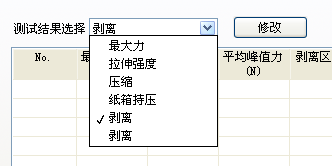 测试结果选择 剥离 修改
No. 最 平均峰值力(N) 剥离区
最大力
拉伸强度
压缩
纸箱持压
✓ 剥离
剥离